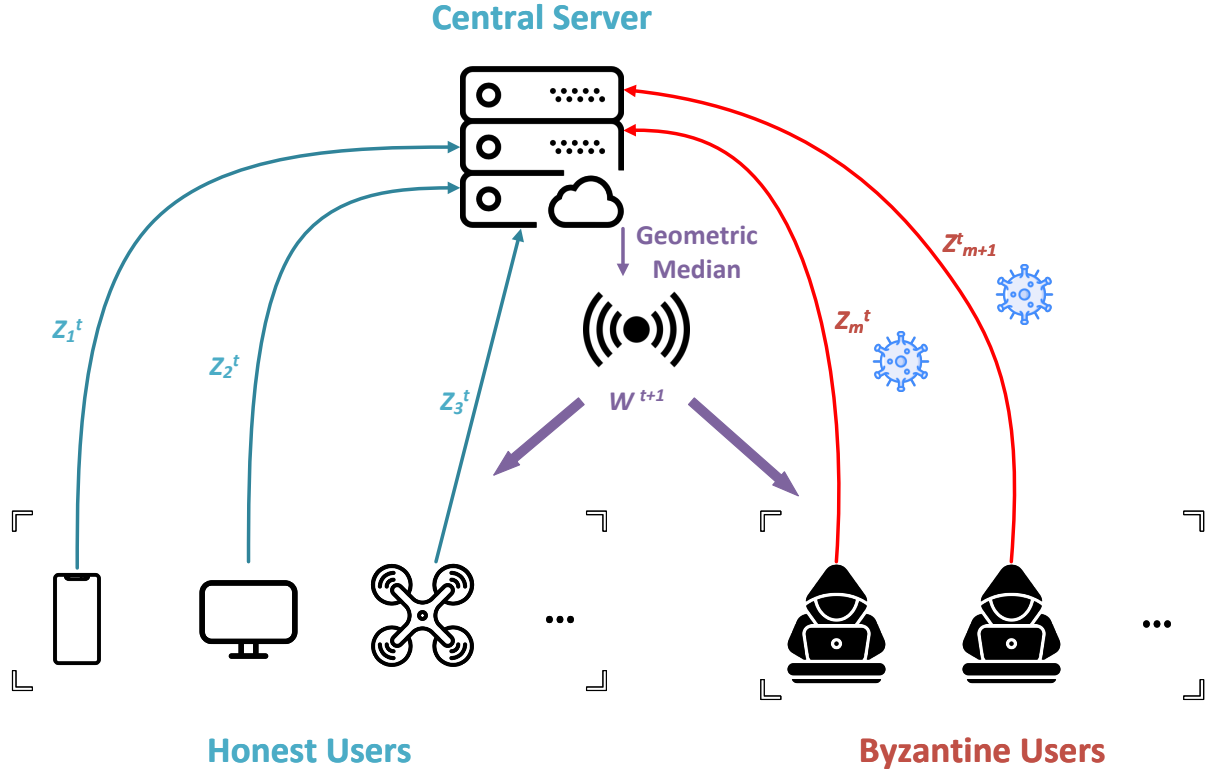 Central Server
Geometric
Median
Z₁ᵗ
Z₂ᵗ
Z₃ᵗ
W ᵗ⁺¹
Zₘᵗ
Zᵗₘ₊₁
...
...
Honest Users
Byzantine Users